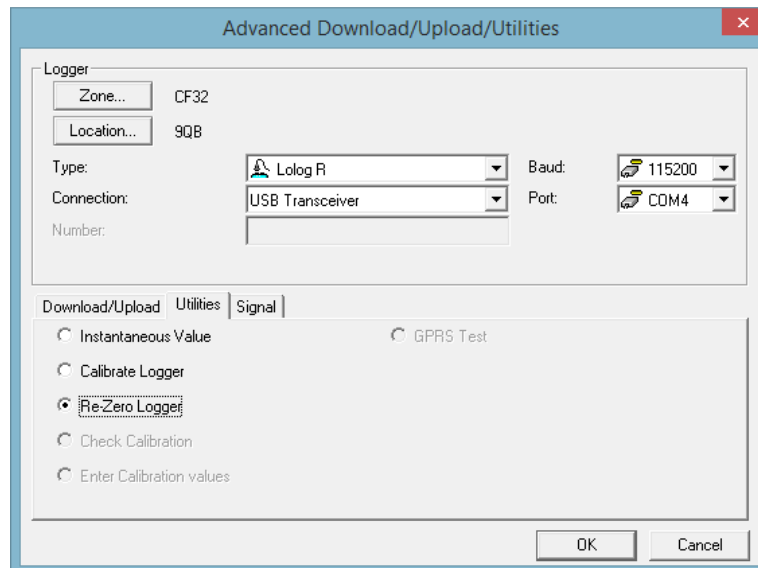 Advanced Download/Upload/Utilities
Logger
Zone... CF32
Location... 9QB
Type: Lolog R Baud: 115200
Connection: USB Transceiver Port: COM4
Number:
Download/Upload Utilities Signal
Instantaneous Value GPRS Test
Calibrate Logger
Re-Zero Logger
Check Calibration
Enter Calibration values
OK Cancel